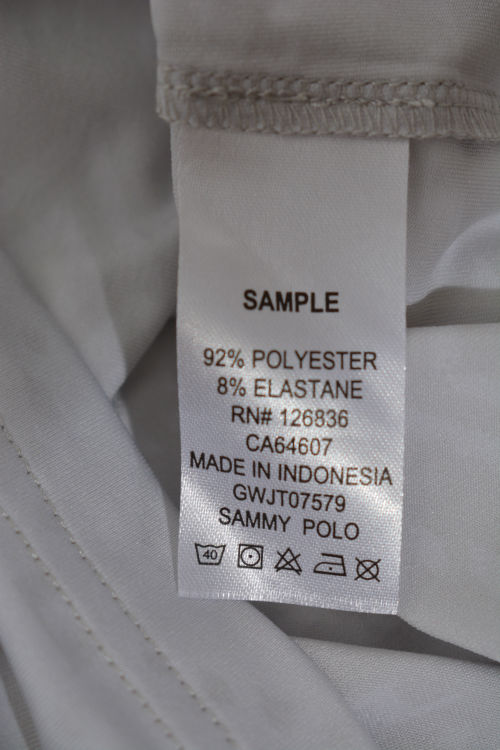 SAMPLE
92% POLYESTER
8% ELASTANE
RN# 126836
CA64607
MADE IN INDONESIA
GWJT07579
SAMMY POLO
40